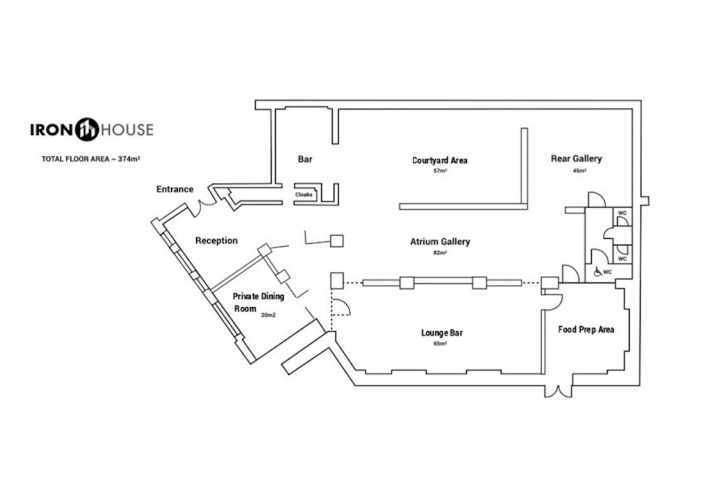 IRON HOUSE
TOTAL FLOOR AREA ~ 374m²
Entrance
Reception
Bar
Cloaks
Courtyard Area
57m²
Rear Gallery
45m²
Atrium Gallery
82m²
WC
WC
WC
Private Dining
Room 20m2
Lounge Bar
65m²
Food Prep Area